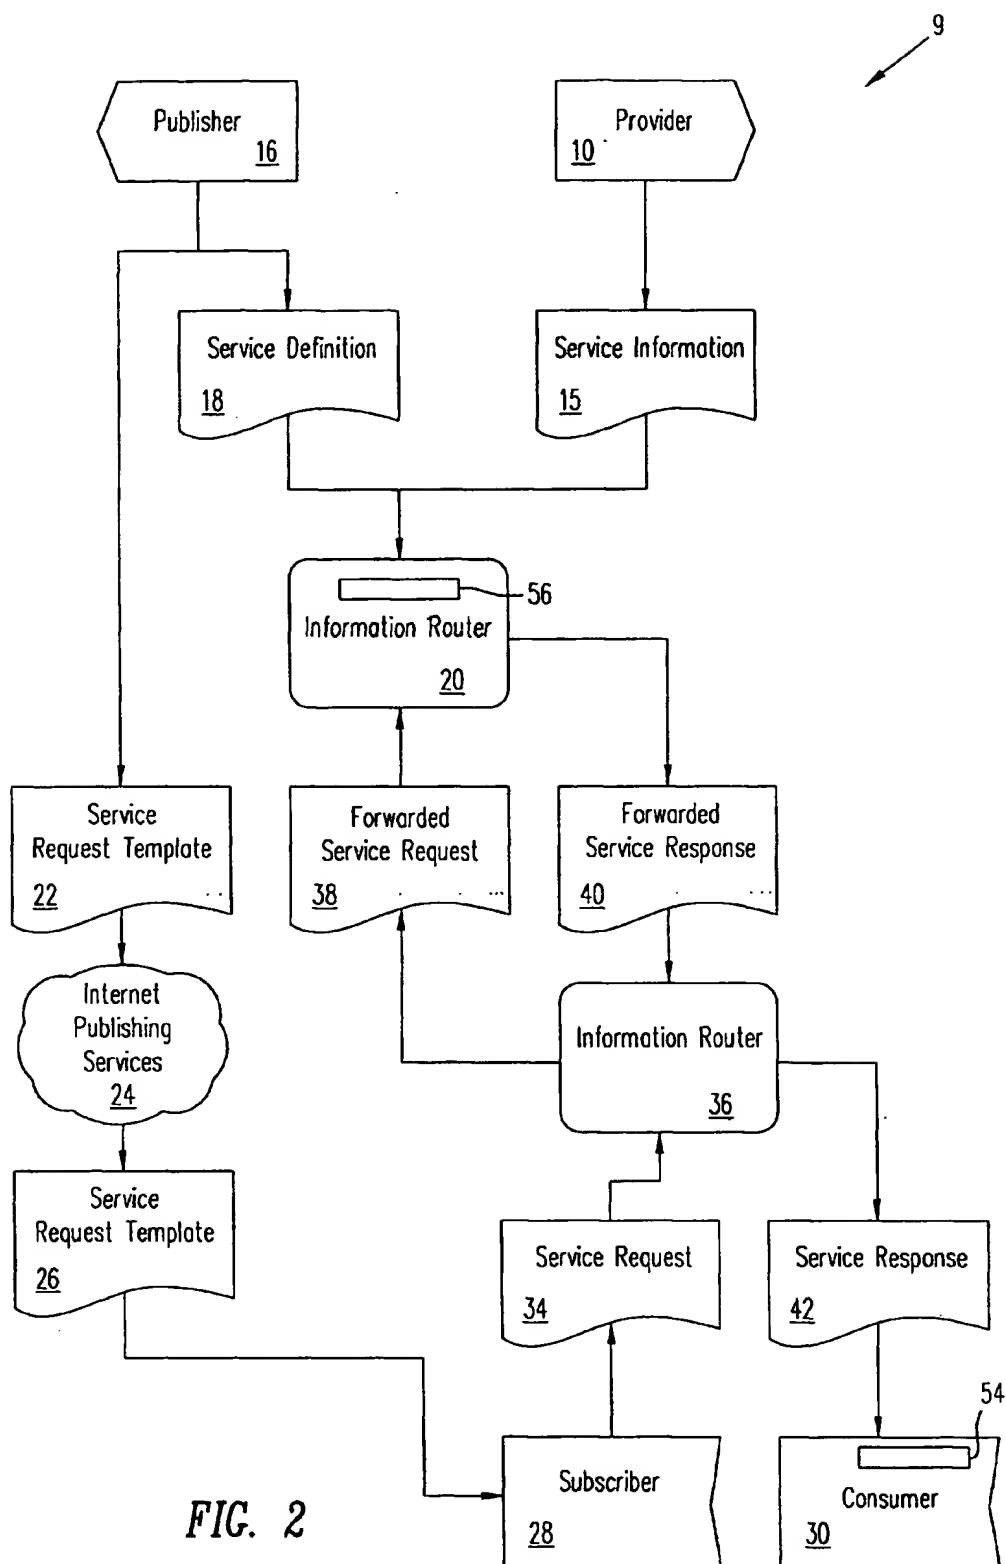 9
Publisher
16
Provider
10
Service Definition
18
Service Information
15
56
Information Router
20
Service
Request Template
22
Forwarded
Service Request
38
Forwarded
Service Response
40
Internet
Publishing
Services
24
Information Router
36
Service
Request Template
26
Service Request
34
Service Response
42
54
Subscriber
28
Consumer
30
FIG. 2